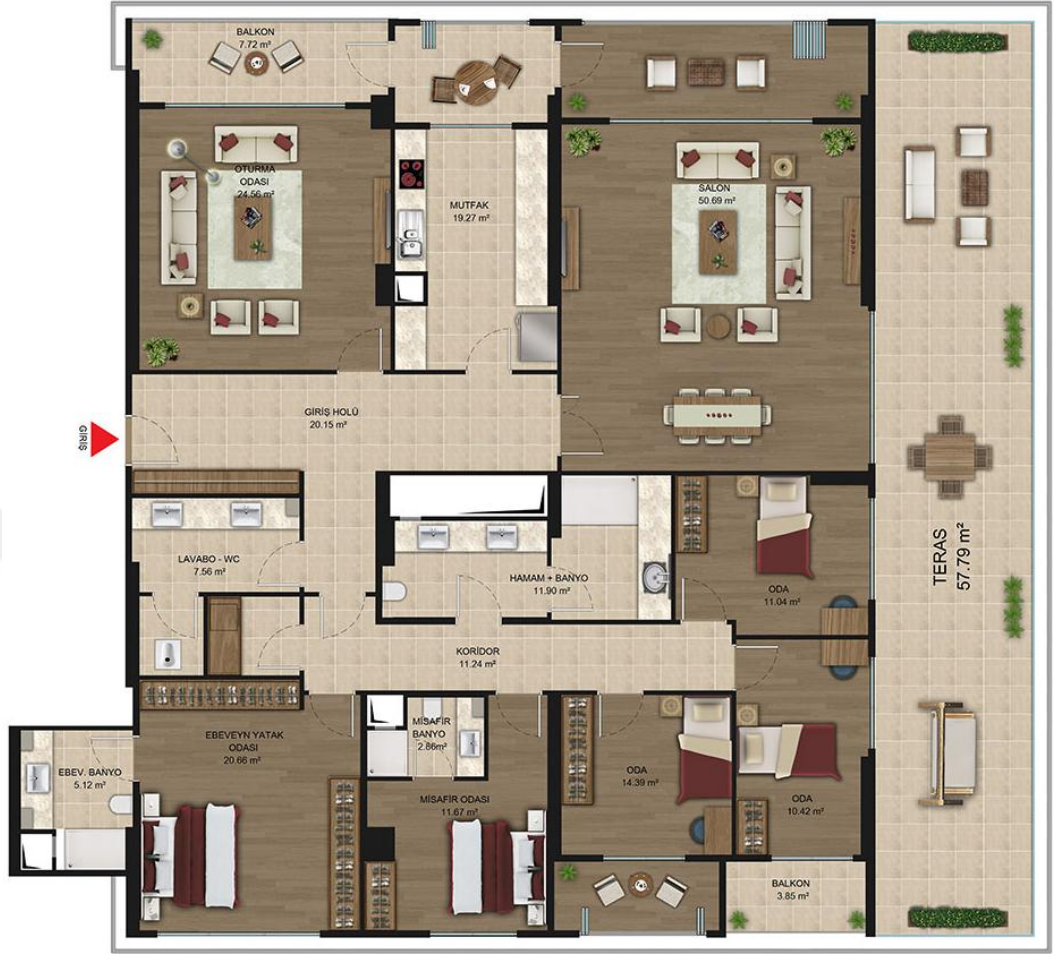 BALKON
7.72 m²
OTURMA
ODASI
24.56 m²
MUTFAK
19.27 m²
SALON
50.69 m²
GİRİŞ HOLÜ
20.15 m²
GİRİŞ
LAVABO - WC
7.56 m²
HAMAM + BANYO
11.90 m²
ODA
11.04 m²
TERAS
57.79 m²
KORİDOR
11.24 m²
EBEVEYN YATAK
ODASI
20.66 m²
MİSAFİR
BANYO
2.86m²
EBEV. BANYO
5.12 m²
MİSAFİR ODASI
11.67 m²
ODA
14.39 m²
ODA
10.42 m²
BALKON
3.85 m²